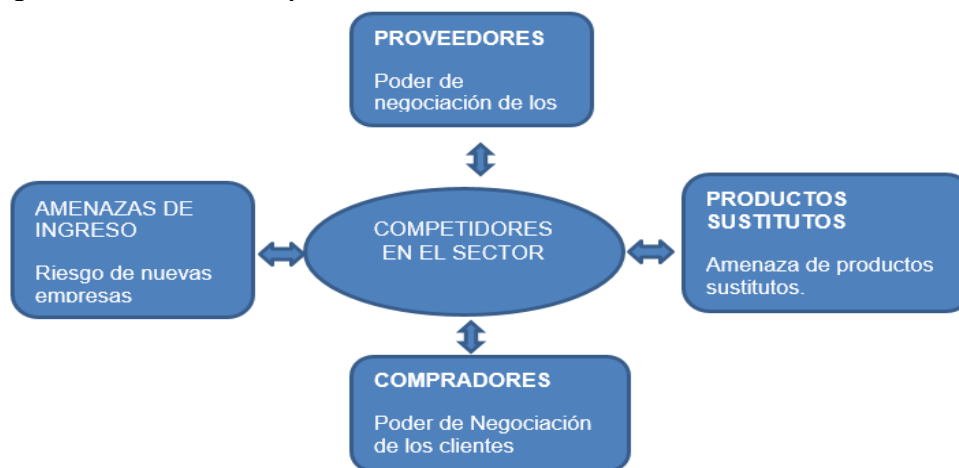 PROVEEDORES
Poder de
negociación de los
AMENAZAS DE
INGRESO
Riesgo de nuevas
empresas
COMPETIDORES
EN EL SECTOR
PRODUCTOS
SUSTITUTOS
Amenaza de productos
sustitutos.
COMPRADORES
Poder de Negociación
de los clientes